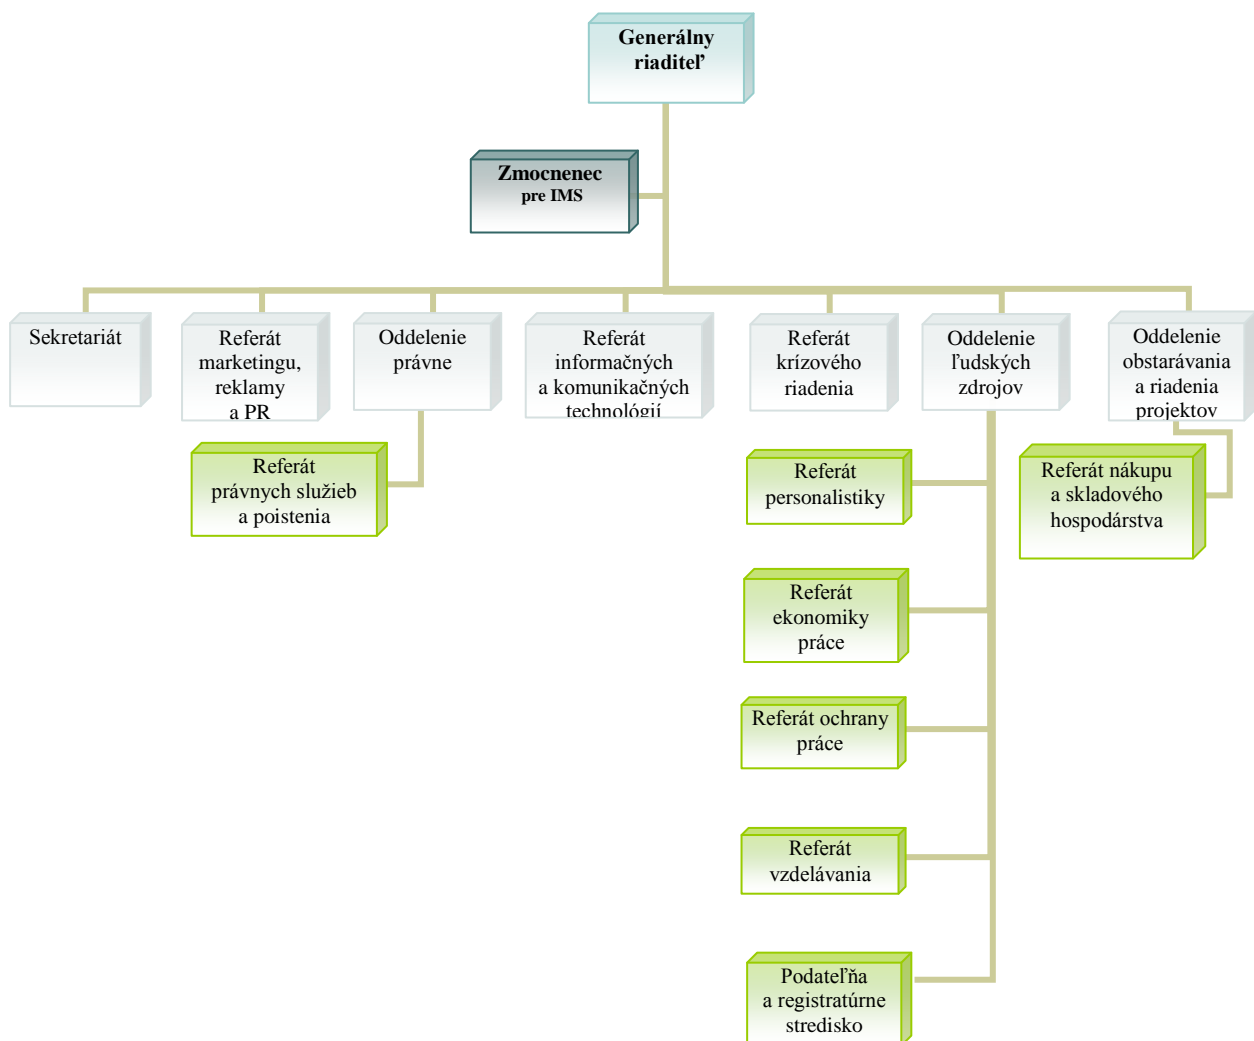 Generálny
riaditeľ
Zmocnenec
pre IMS
Sekretariát
Referát
marketingu,
reklamy
a PR
Oddelenie
právne
Referát
informačných
a komunikačných
technológií
Referát
krízového
riadenia
Oddelenie
ľudských
zdrojov
Oddelenie
obstarávania
a riadenia
projektov
Referát
právnych služieb
a poistenia
Referát
personalistiky
Referát nákupu
a skladového
hospodárstva
Referát
ekonomiky
práce
Referát ochrany
práce
Referát
vzdelávania
Podateľňa
a registratúrne
stredisko